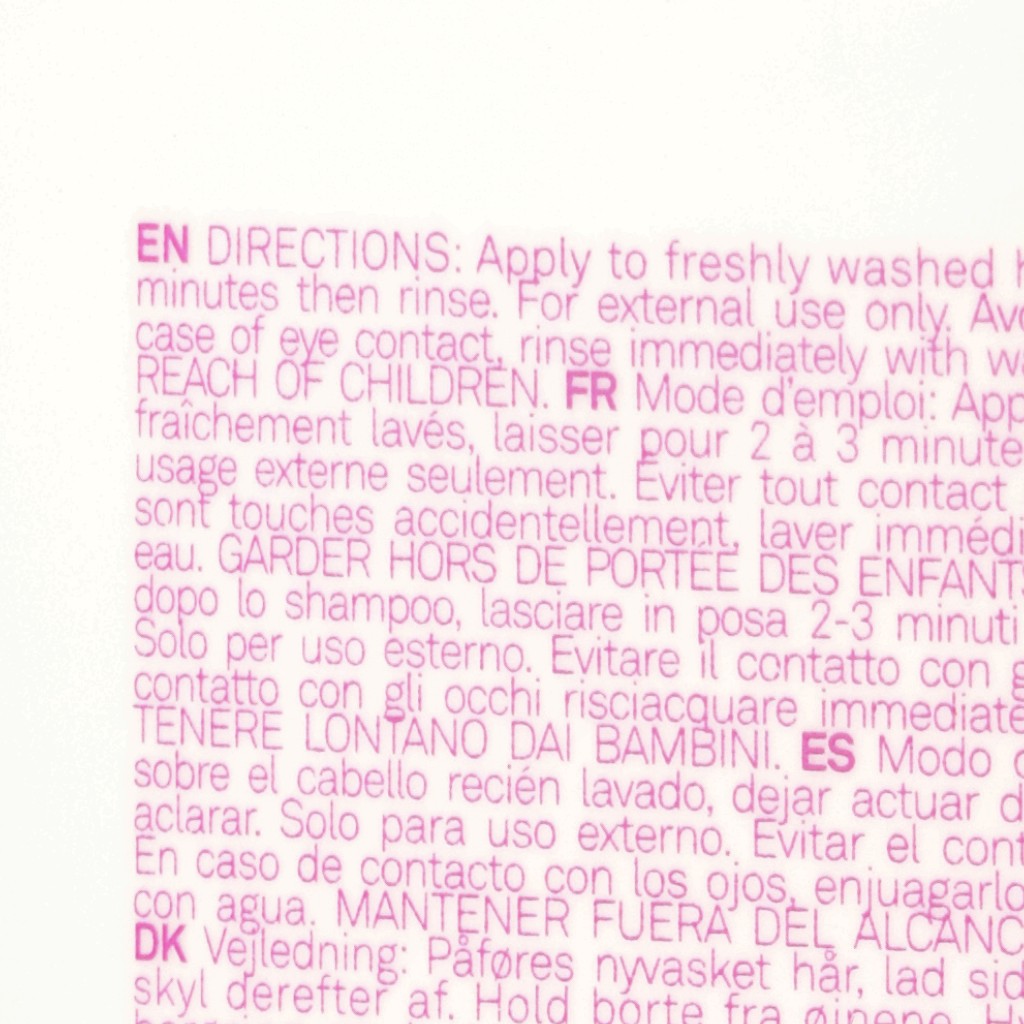 EN DIRECTIONS: Apply to freshly washed
minutes then rinse. For external use only.
case of eye contact, rinse immediately with
REACH OF CHILDREN. FR Mode d'emploi:
fraîchement lavés, laisser pour 2 à 3
usage externe seulement. Éviter tout contact
sont touches accidentellement, laver
eau. GARDER HORS DE PORTÉE DES
dopo lo shampoo, lasciare in posa 2-3 minuti
Solo per uso esterno. Evitare il contatto con
contatto con gli occhi risciacquare
TENERE LONTANO DAI BAMBINI. ES Modo
sobre el cabello recién lavado, dejar actuar
aclarar. Solo para uso externo. Evitar el
En caso de contacto con los ojos,
con agua. MANTENER FUERA DEL
DK Vejledning: Påføres nyvasket hår, lad
skyl derefter af. Hold borte fra øjnene.